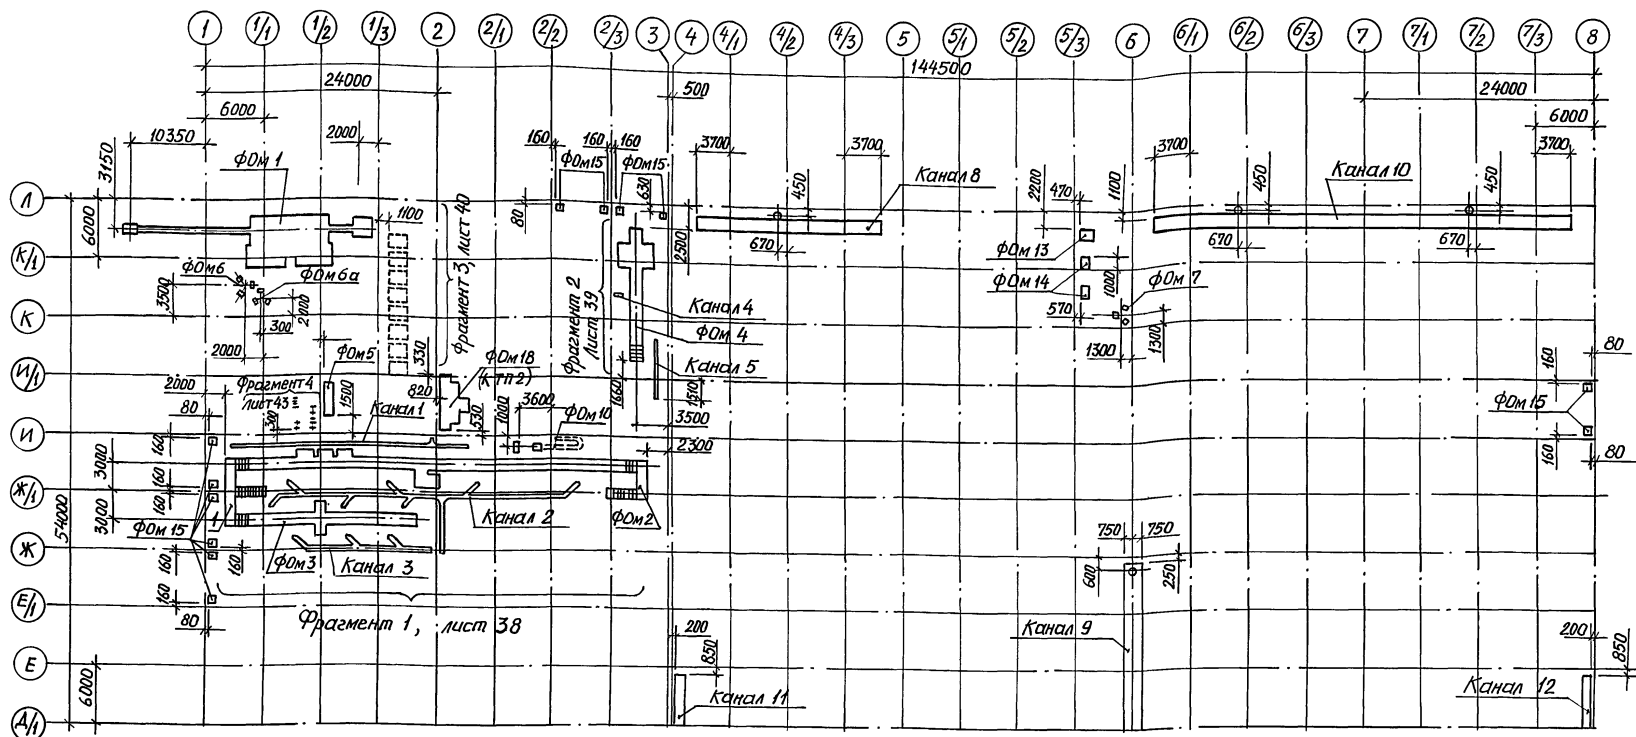 1 1/1 1/2 1/3 2 2/1 2/2 2/3 3 4 4/1 4/2 4/3 5 5/1 5/2 5/3 6 6/1 6/2 6/3 7 7/1 7/2 7/3 8
144500
24000 500 24000
6000 6000
10350 2000 160 160 160 3700 3700 3700 3700
3150 ФОм 1 ФОм15 ФОм15 450 Канал 8 2200 470 1100 450 Канал 10 450
Л 80 630
6000 1100 670 2500 670 670
Фрагмент 3, лист 40
К/1
ФОм6 ФОм6а ФОм 13
ФОм 14 1000 ФОм 7
3500 2000 Фрагмент 2 Лист 39 Канал 4
К 300 ФОм 4 570
2000 ФОм5 330 ФОм18 (КТП2) 1300 1300
И/1 Канал 5 160 80
2000 Фрагмент 4 лист 43 1500 820 1660 1510
80 Канал 1 3600 ФОм10 3500 ФОм 15
И 160 300 530 1000 2300 160 80
3000
160
Ж/1 160
54000 3000 ФОм 15 1 Канал 2 ФОм2 750 750
Ж 160 160 ФОм3 Канал 3 600 250
Е/1 160
80 Фрагмент 1, лист 38 200 Канал 9 200
Е 850 850
6000 Канал 11 Канал 12
Д/1